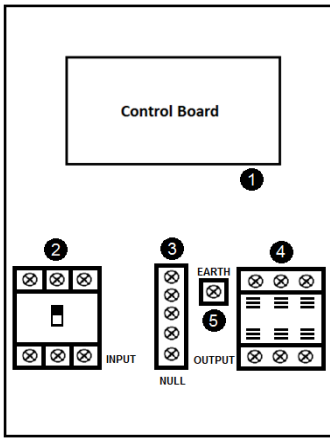 Control Board
1
2
3
4
EARTH
5
INPUT
OUTPUT
NULL